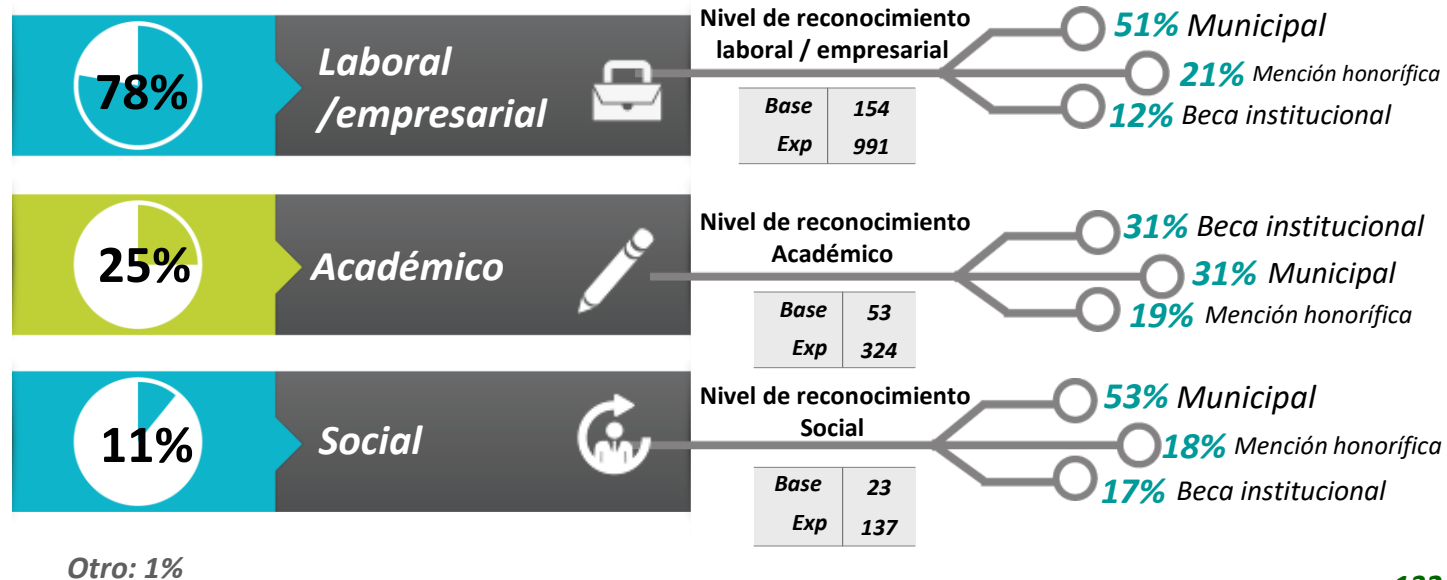 78%
Laboral
/empresarial
Nivel de reconocimiento
laboral / empresarial
Base 154
Exp 991
51% Municipal
21% Mención honorífica
12% Beca institucional
25%
Académico
Nivel de reconocimiento
Académico
Base 53
Exp 324
31% Beca institucional
31% Municipal
19% Mención honorífica
11%
Social
Nivel de reconocimiento
Social
Base 23
Exp 137
53% Municipal
18% Mención honorífica
17% Beca institucional
Otro: 1%